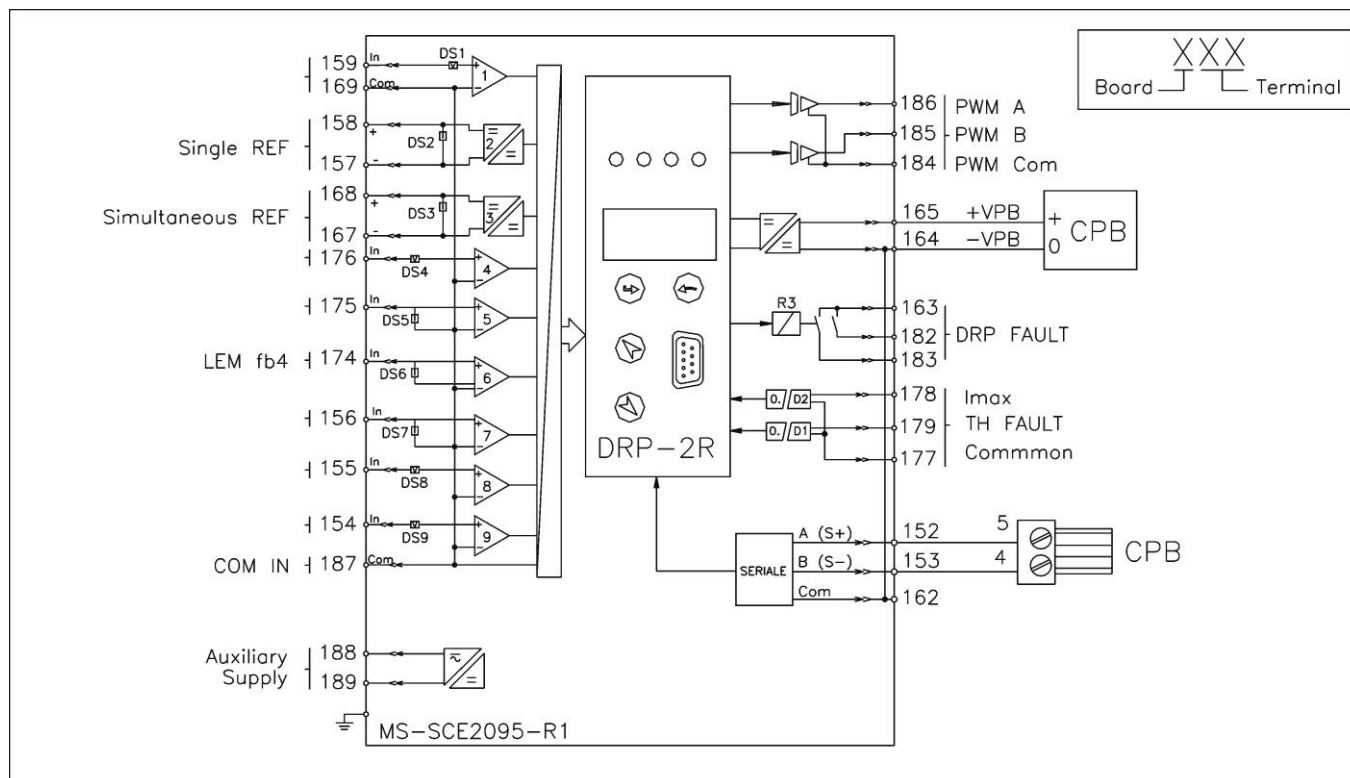 XXX
Board Terminal
159 In DS1 + 1
169 Com -
158 + DS2 = 2 =
Single REF
157 -
168 + DS3 = 3 =
Simultaneous REF
167 -
176 In DS4 + - 4
175 In DS5 + - 5
LEM fb4 174 In DS6 + - 6
156 In DS7 + - 7
155 In DS8 + - 8
154 In DS9 + - 9
COM IN 187 Com
Auxiliary
Supply
188
189
MS-SCE2095-R1
DRP-2R
186 PWM A
185 PWM B
184 PWM Com
165 +VPB + CPB
164 -VPB 0
R3
163
182 DRP FAULT
183
0. D2 178 Imax
0. D1 179 TH FAULT
177 Commmon
SERIALE
A (S+) 152 5
B (S-) 153 4
CPB
Com 162